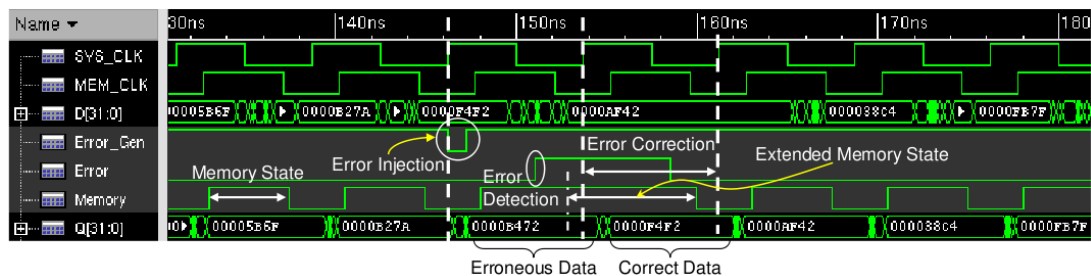 Name 30ns 140ns 150ns 160ns 170ns 180
SYS_CLK
MEM_CLK
D[31:0] 00005B6F 0000B27A 0000F4F2 0000AF42 000038C4 0000FB7F
Error_Gen
Error Injection Error Correction
Error Memory State Error Extended Memory State
Memory Detection
Q[31:0] 00005B6F 0000B27A 0000B472 0000F4F2 0000AF42 000038C4 0000FB7F
Erroneous Data Correct Data